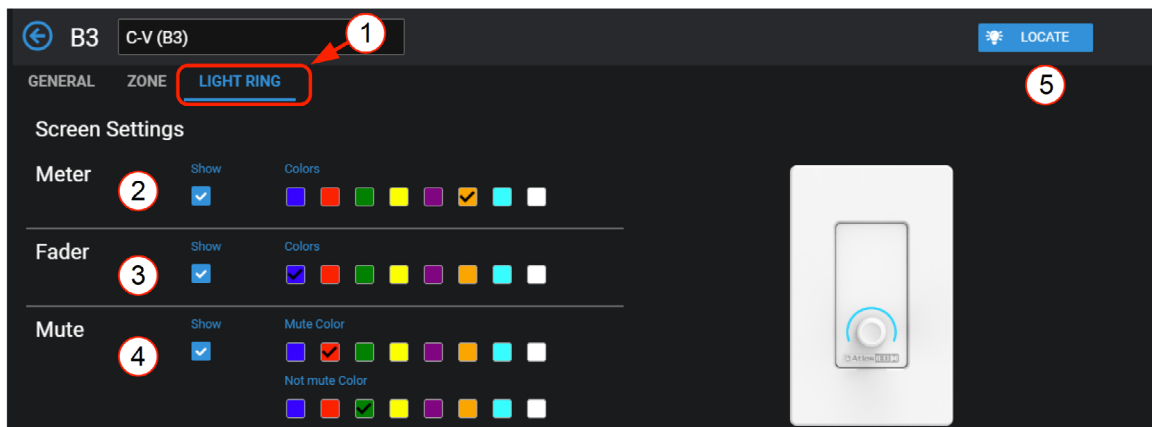 B3 C-V (B3) 1 LOCATE
GENERAL ZONE LIGHT RING 5
Screen Settings
Meter 2 Show Colors
Fader 3 Show Colors
Mute 4 Show Mute Color
Not mute Color
Atlas